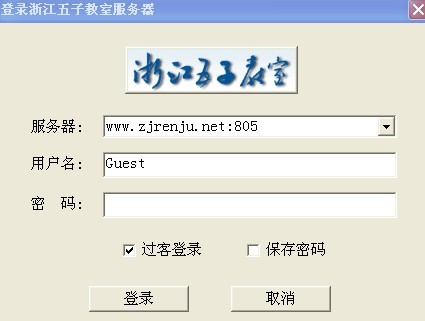 登录浙江五子教室服务器
浙江五子教室
服务器： www.zjrenju.net:805
用户名： Guest
密 码：
过客登录 保存密码
登录 取消